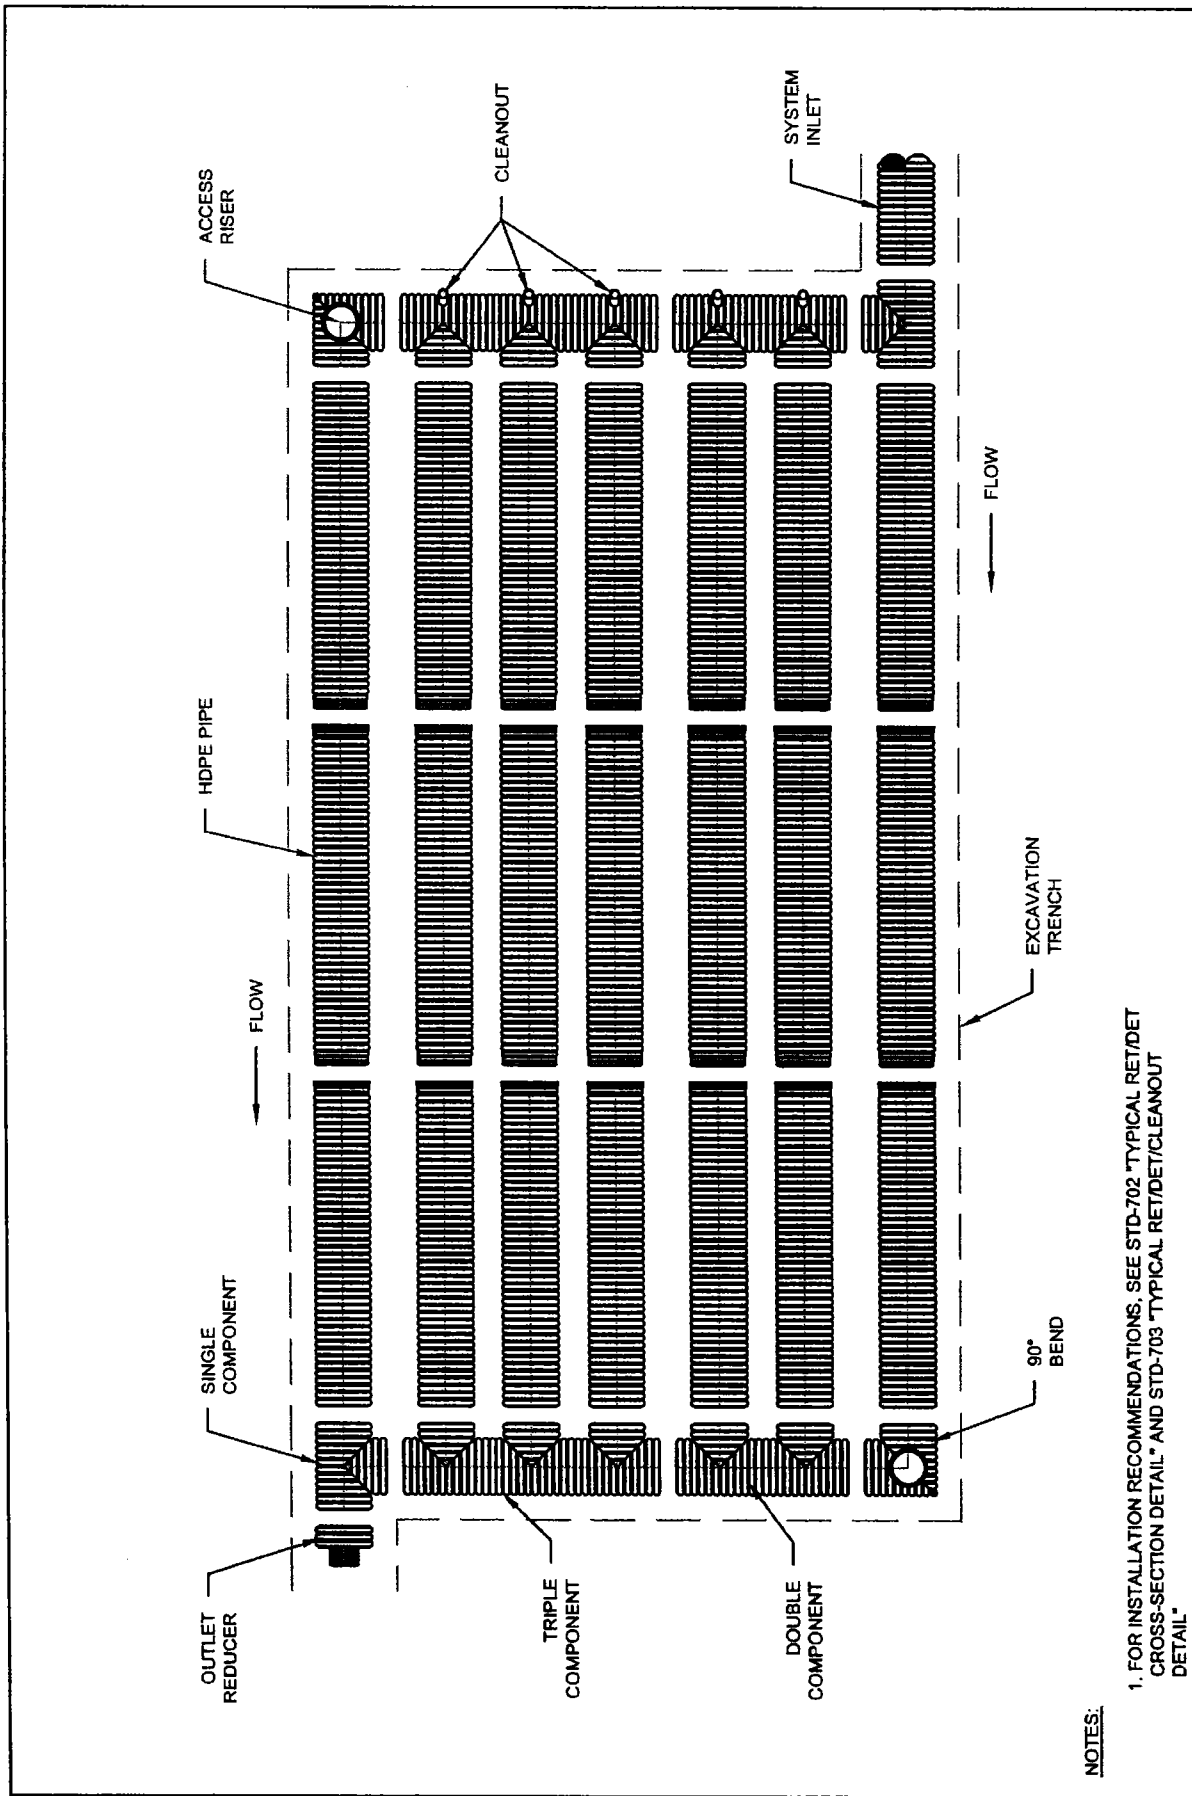 OUTLET
REDUCER
SINGLE
COMPONENT
FLOW
HDPE PIPE
ACCESS
RISER
CLEANOUT
SYSTEM
INLET
TRIPLE
COMPONENT
DOUBLE
COMPONENT
90°
BEND
EXCAVATION
TRENCH
FLOW
NOTES:
1. FOR INSTALLATION RECOMMENDATIONS, SEE STD-702 "TYPICAL RET/DET
CROSS-SECTION DETAIL" AND STD-703 "TYPICAL RET/DET/CLEANOUT
DETAIL"